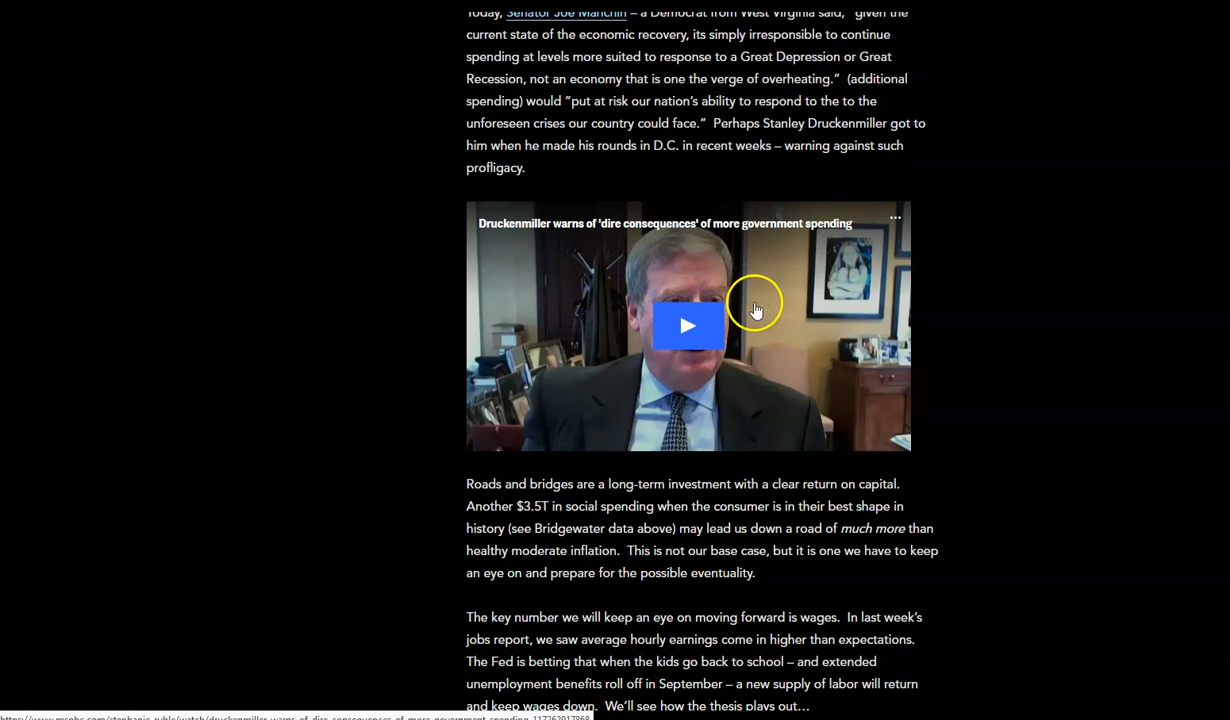 Today, Senator Joe Manchin – a Democrat from West Virginia said, “given the
current state of the economic recovery, its simply irresponsible to continue
spending at levels more suited to response to a Great Depression or Great
Recession, not an economy that is one the verge of overheating.”  (additional
spending) would “put at risk our nation’s ability to respond to the to the
unforeseen crises our country could face.”  Perhaps Stanley Druckenmiller got to
him when he made his rounds in D.C. in recent weeks – warning against such
profligacy.
Druckenmiller warns of 'dire consequences' of more government spending
Roads and bridges are a long-term investment with a clear return on capital.
Another $3.5T in social spending when the consumer is in their best shape in
history (see Bridgewater data above) may lead us down a road of much more than
healthy moderate inflation.  This is not our base case, but it is one we have to keep
an eye on and prepare for the possible eventuality.
The key number we will keep an eye on moving forward is wages.  In last week’s
jobs report, we saw average hourly earnings come in higher than expectations.
The Fed is betting that when the kids go back to school – and extended
unemployment benefits roll off in September – a new supply of labor will return
and keep wages down.  We’ll see how the thesis plays out…